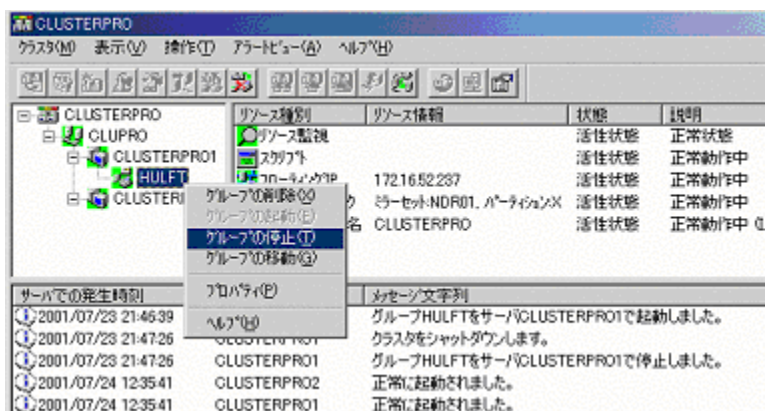 CLUSTERPRO
クラスタ(M) 表示(V) 操作(T) アラートビュー(A) ヘルプ(H)
CLUSTERPRO
CLUPRO
CLUSTERPRO1
HULFT
リソース種別 リソース情報 状態 説明
リソース監視 活性状態 正常状態
スクリプト 活性状態 正常動作中
フローティングIP 172.16.52.237 活性状態 正常動作中
ミラーセット:NDR01, パーティション:X 活性状態 正常動作中
名 CLUSTERPRO 活性状態 正常動作中
グループの削除(X)
グループの起動(E)
グループの停止(T)
グループの移動(G)
プロパティ(P)
ヘルプ(H)
サーバでの発生時刻 メッセージ文字列
2001/07/23 21:46:39 グループHULFTをサーバCLUSTERPRO1で起動しました。
2001/07/23 21:47:26 CLUSTERPRO1 クラスタをシャットダウンします。
2001/07/23 21:47:26 CLUSTERPRO1 グループHULFTをサーバCLUSTERPRO1で停止しました。
2001/07/24 12:35:41 CLUSTERPRO2 正常に起動されました。
2001/07/24 12:35:41 CLUSTERPRO1 正常に起動されました。